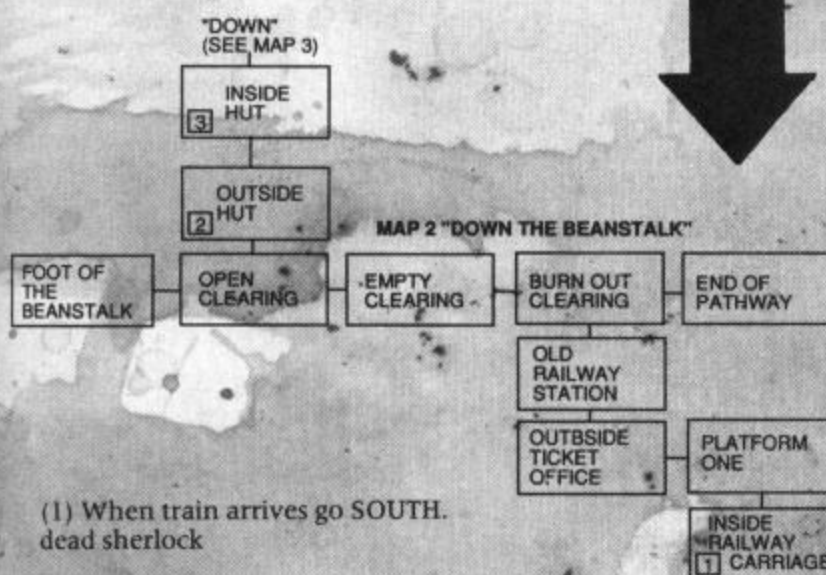 "DOWN"
(SEE MAP 3)
INSIDE
HUT
3
OUTSIDE
HUT
2
MAP 2 "DOWN THE BEANSTALK"
FOOT OF
THE
BEANSTALK
OPEN
CLEARING
EMPTY
CLEARING
BURN OUT
CLEARING
END OF
PATHWAY
OLD
RAILWAY
STATION
OUTBSIDE
TICKET
OFFICE
PLATFORM
ONE
(1) When train arrives go SOUTH.
dead sherlock
INSIDE
RAILWAY
1 CARRIAGE